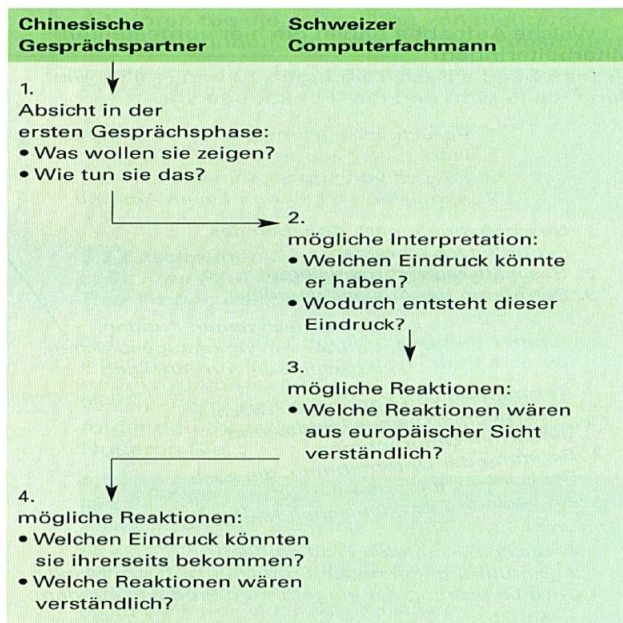 Chinesische
Gesprächspartner
Schweizer
Computerfachmann
1.
Absicht in der
ersten Gesprächsphase:
• Was wollen sie zeigen?
• Wie tun sie das?
2.
mögliche Interpretation:
• Welchen Eindruck könnte
er haben?
• Wodurch entsteht dieser
Eindruck?
3.
mögliche Reaktionen:
• Welche Reaktionen wären
aus europäischer Sicht
verständlich?
4.
mögliche Reaktionen:
• Welchen Eindruck könnten
sie ihrerseits bekommen?
• Welche Reaktionen wären
verständlich?